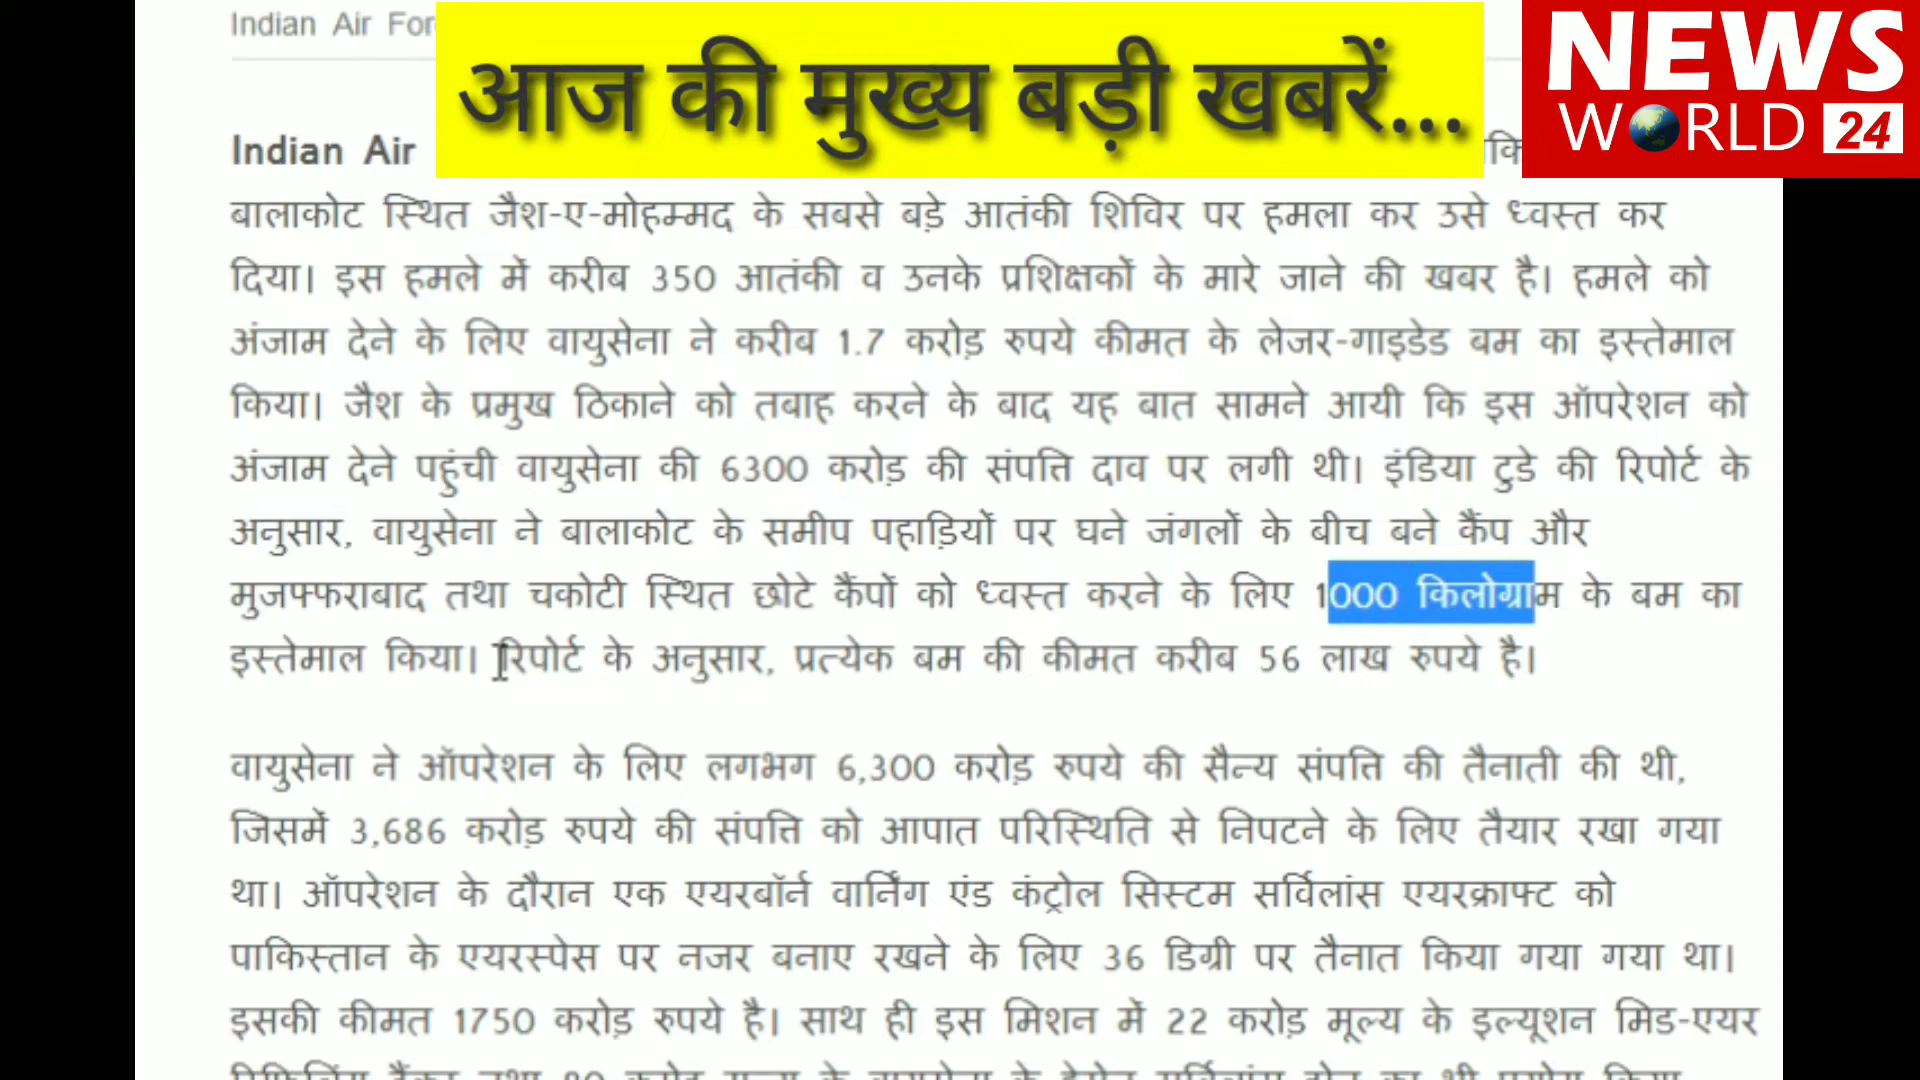 Indian Air For
आज की मुख्य बड़ी खबरें...
NEWS
WORLD 24
Indian Air
बालाकोट स्थित जैश-ए-मोहम्मद के सबसे बड़े आतंकी शिविर पर हमला कर उसे ध्वस्त कर
दिया। इस हमले में करीब 350 आतंकी व उनके प्रशिक्षकों के मारे जाने की खबर है। हमले को
अंजाम देने के लिए वायुसेना ने करीब 1.7 करोड़ रुपये कीमत के लेजर-गाइडेड बम का इस्तेमाल
किया। जैश के प्रमुख ठिकाने को तबाह करने के बाद यह बात सामने आयी कि इस ऑपरेशन को
अंजाम देने पहुंची वायुसेना की 6300 करोड़ की संपत्ति दाव पर लगी थी। इंडिया टुडे की रिपोर्ट के
अनुसार, वायुसेना ने बालाकोट के समीप पहाड़ियों पर घने जंगलों के बीच बने कैंप और
मुजफ्फराबाद तथा चकोटी स्थित छोटे कैंपों को ध्वस्त करने के लिए 1000 किलोग्राम के बम का
इस्तेमाल किया। रिपोर्ट के अनुसार, प्रत्येक बम की कीमत करीब 56 लाख रुपये है।
वायुसेना ने ऑपरेशन के लिए लगभग 6,300 करोड़ रुपये की सैन्य संपत्ति की तैनाती की थी,
जिसमें 3,686 करोड़ रुपये की संपत्ति को आपात परिस्थिति से निपटने के लिए तैयार रखा गया
था। ऑपरेशन के दौरान एक एयरबॉर्न वार्निंग एंड कंट्रोल सिस्टम सर्विलांस एयरक्राफ्ट को
पाकिस्तान के एयरस्पेस पर नजर बनाए रखने के लिए 36 डिग्री पर तैनात किया गया गया था।
इसकी कीमत 1750 करोड़ रुपये है। साथ ही इस मिशन में 22 करोड़ मूल्य के इल्यूशन मिड-एयर